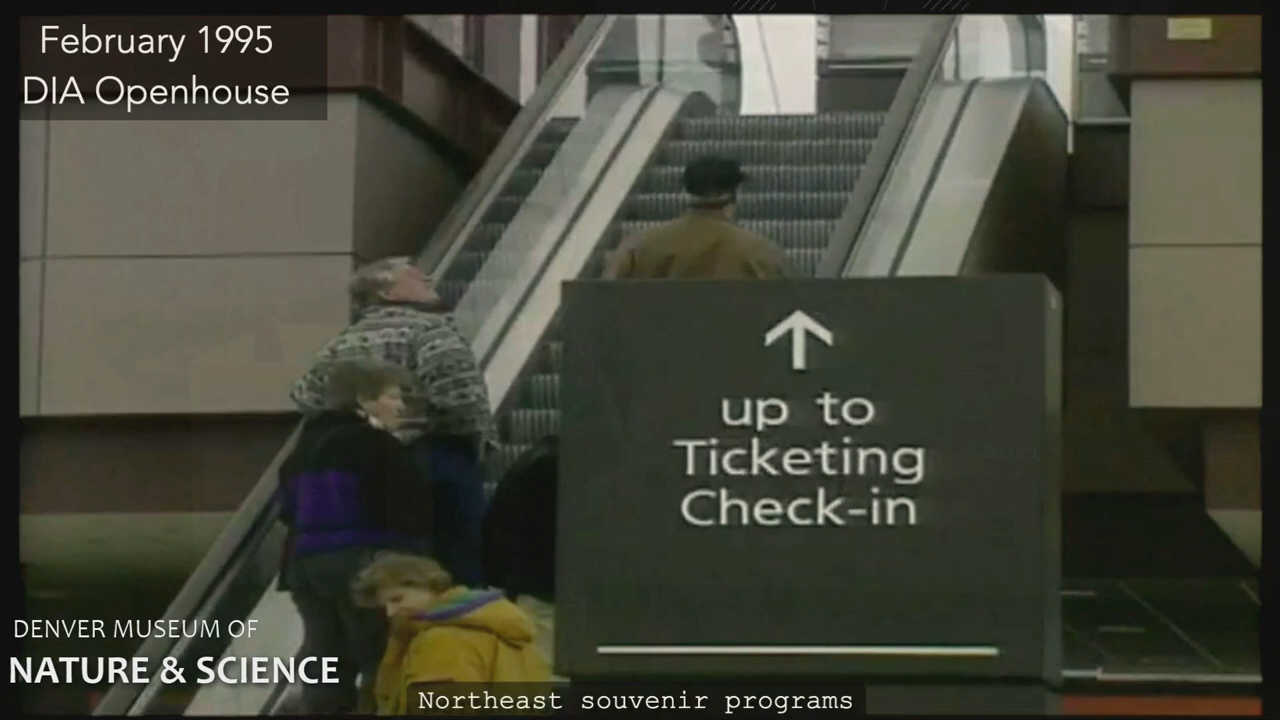 February 1995
DIA Openhouse
up to
Ticketing
Check-in
DENVER MUSEUM OF
NATURE & SCIENCE
Northeast souvenir programs